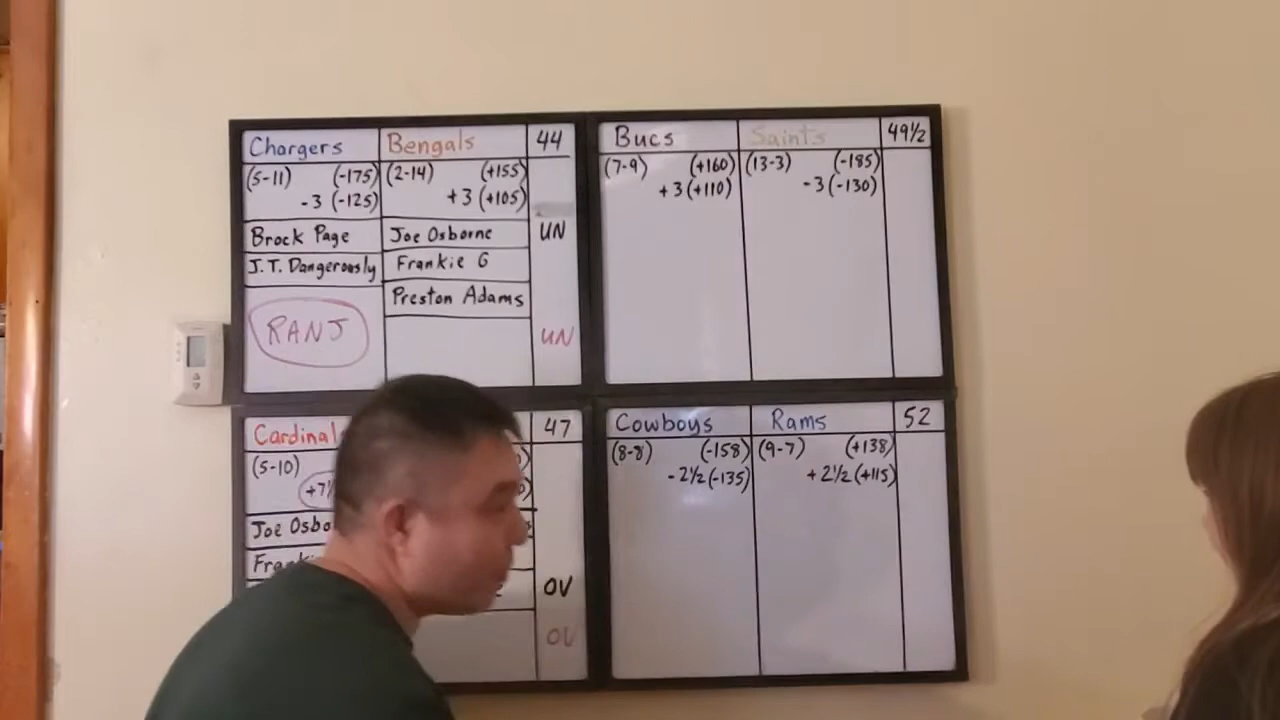 Chargers Bengals 44
(5-11) (-175) (2-14) (+155)
-3 (-125) +3 (+105)
Brock Page Joe Osborne UN
J.T. Dangerously Frankie G
Preston Adams
RANJ UN
Bucs Saints 49½
(7-9) (+160) (13-3) (-185)
+3 (+110) -3 (-130)
Cardinal 47
(5-10)
Joe Osbo
OV
OV
Cowboys Rams 52
(8-8) (-158) (9-7) (+138)
-2½ (-135) +2½ (+115)